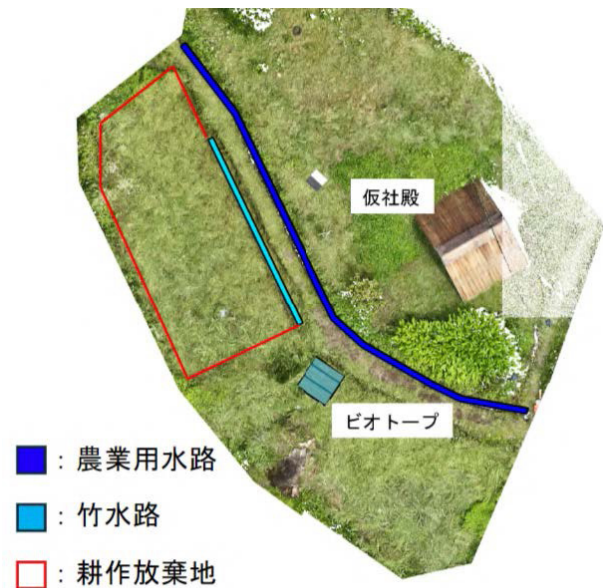 仮社殿
ビオトープ
: 農業用水路
: 竹水路
: 耕作放棄地